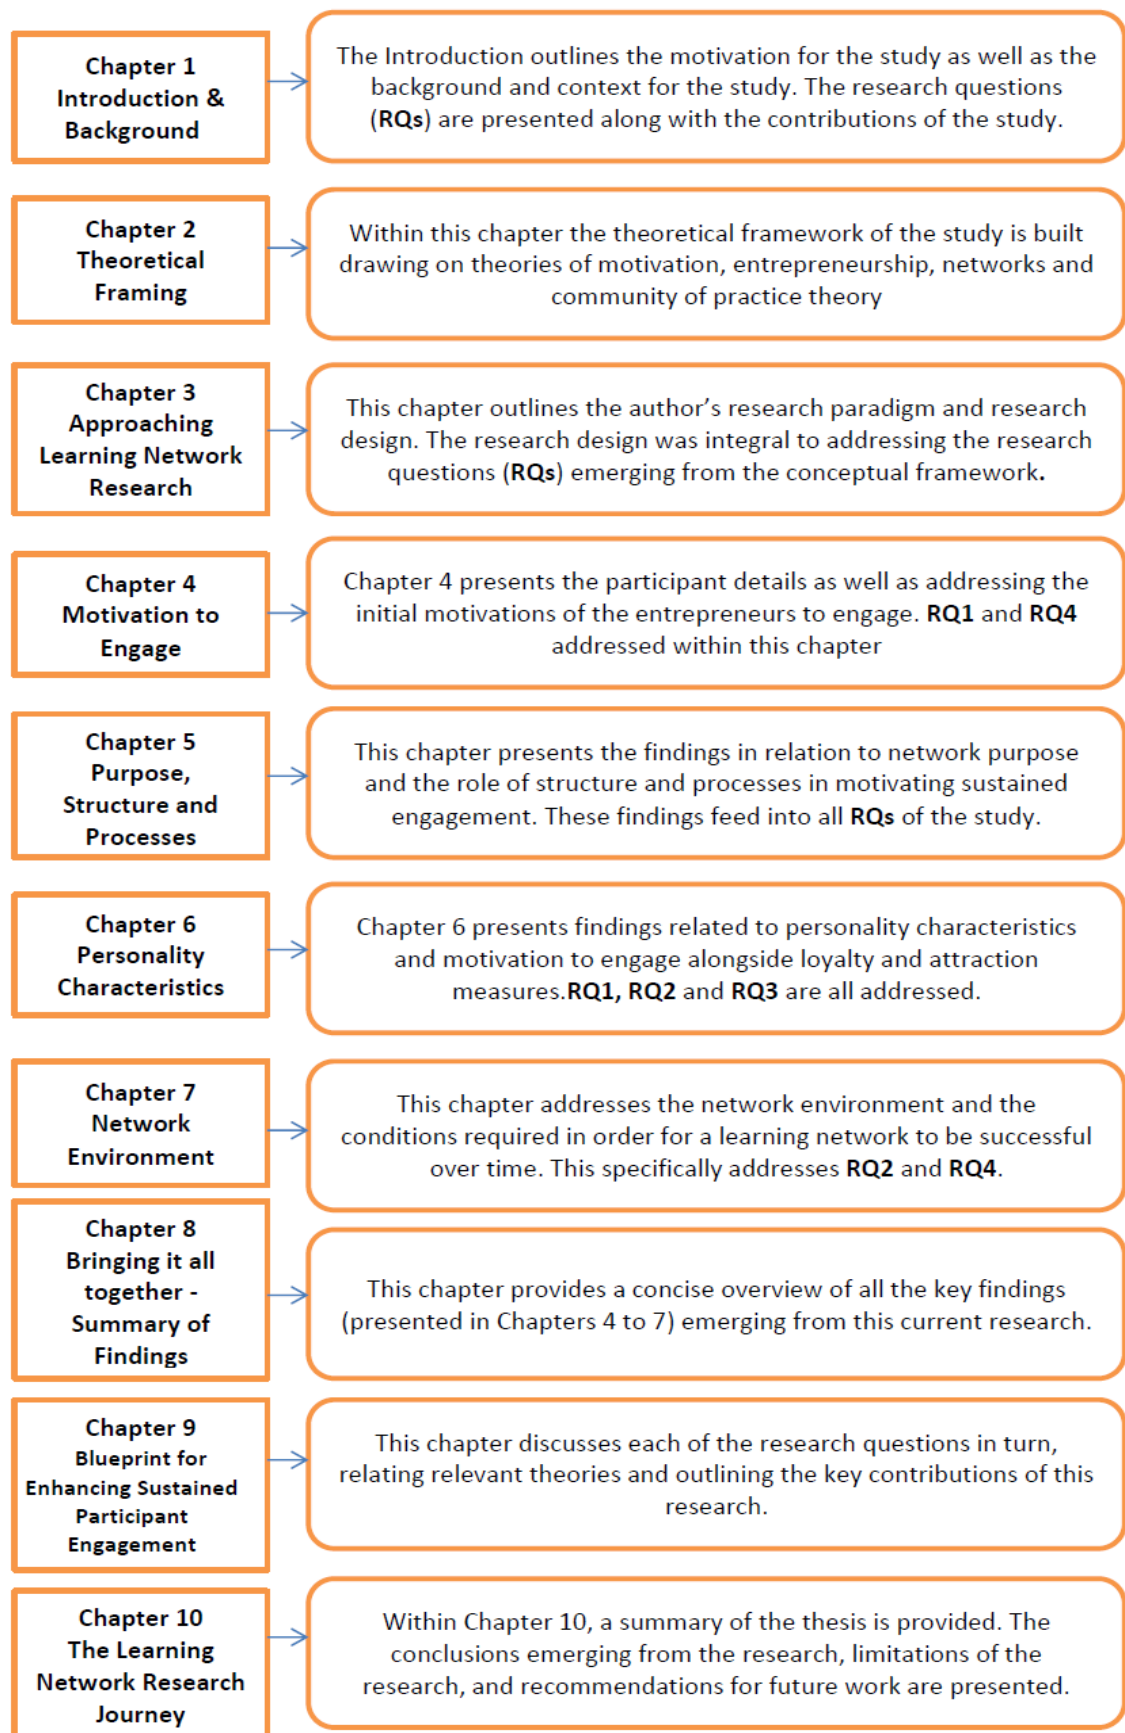 Chapter 1
Introduction &
Background
The Introduction outlines the motivation for the study as well as the
background and context for the study. The research questions
(RQs) are presented along with the contributions of the study.
Chapter 2
Theoretical
Framing
Within this chapter the theoretical framework of the study is built
drawing on theories of motivation, entrepreneurship, networks and
community of practice theory
Chapter 3
Approaching
Learning Network
Research
This chapter outlines the author's research paradigm and research
design. The research design was integral to addressing the research
questions (RQs) emerging from the conceptual framework.
Chapter 4
Motivation to
Engage
Chapter 4 presents the participant details as well as addressing the
initial motivations of the entrepreneurs to engage. RQ1 and RQ4
addressed within this chapter
Chapter 5
Purpose,
Structure and
Processes
This chapter presents the findings in relation to network purpose
and the role of structure and processes in motivating sustained
engagement. These findings feed into all RQs of the study.
Chapter 6
Personality
Characteristics
Chapter 6 presents findings related to personality characteristics
and motivation to engage alongside loyalty and attraction
measures.RQ1, RQ2 and RQ3 are all addressed.
Chapter 7
Network
Environment
This chapter addresses the network environment and the
conditions required in order for a learning network to be successful
over time. This specifically addresses RQ2 and RQ4.
Chapter 8
Bringing it all
together -
Summary of
Findings
This chapter provides a concise overview of all the key findings
(presented in Chapters 4 to 7) emerging from this current research.
Chapter 9
Blueprint for
Enhancing Sustained
Participant
Engagement
This chapter discusses each of the research questions in turn,
relating relevant theories and outlining the key contributions of this
research.
Chapter 10
The Learning
Network Research
Journey
Within Chapter 10, a summary of the thesis is provided. The
conclusions emerging from the research, limitations of the
research, and recommendations for future work are presented.